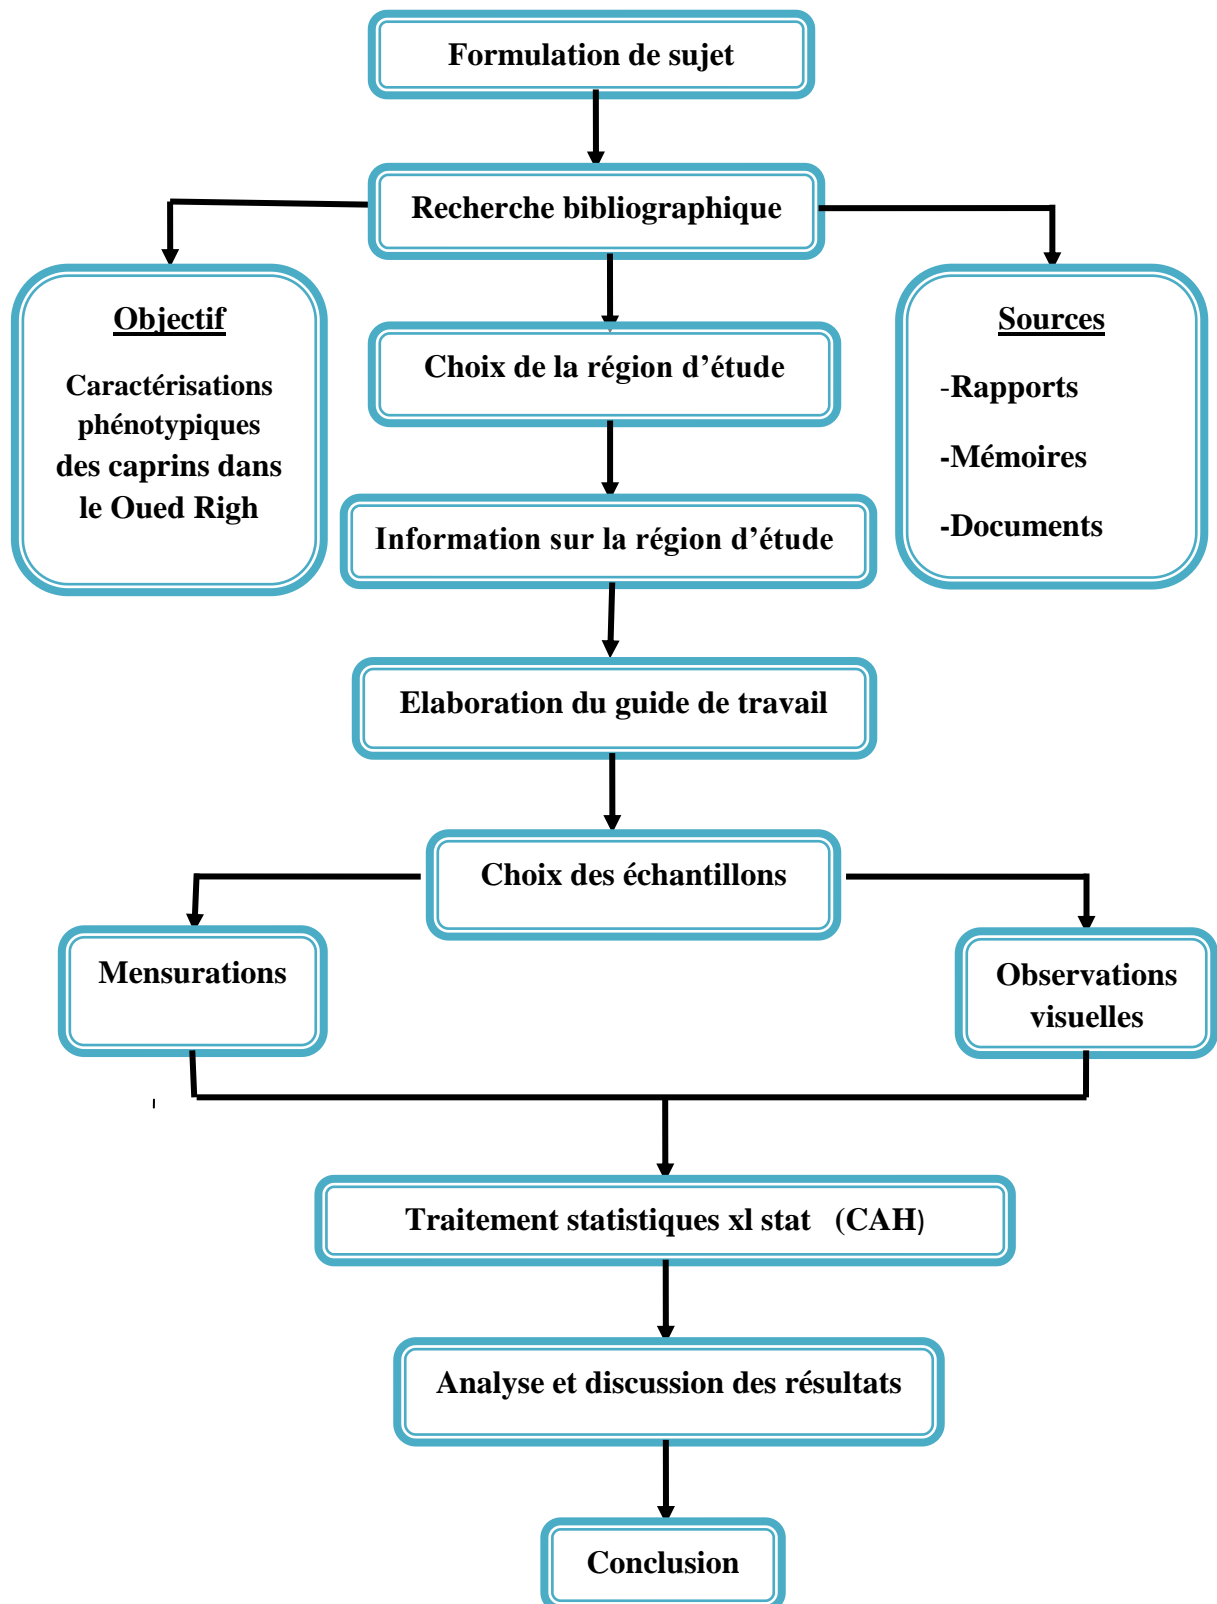 Formulation de sujet
Recherche bibliographique
Objectif
Caractérisations
phénotypiques
des caprins dans
le Oued Righ
Choix de la région d’étude
Sources
-Rapports
-Mémoires
-Documents
Information sur la région d’étude
Elaboration du guide de travail
Choix des échantillons
Mensurations
Observations
visuelles
Traitement statistiques xl stat (CAH)
Analyse et discussion des résultats
Conclusion